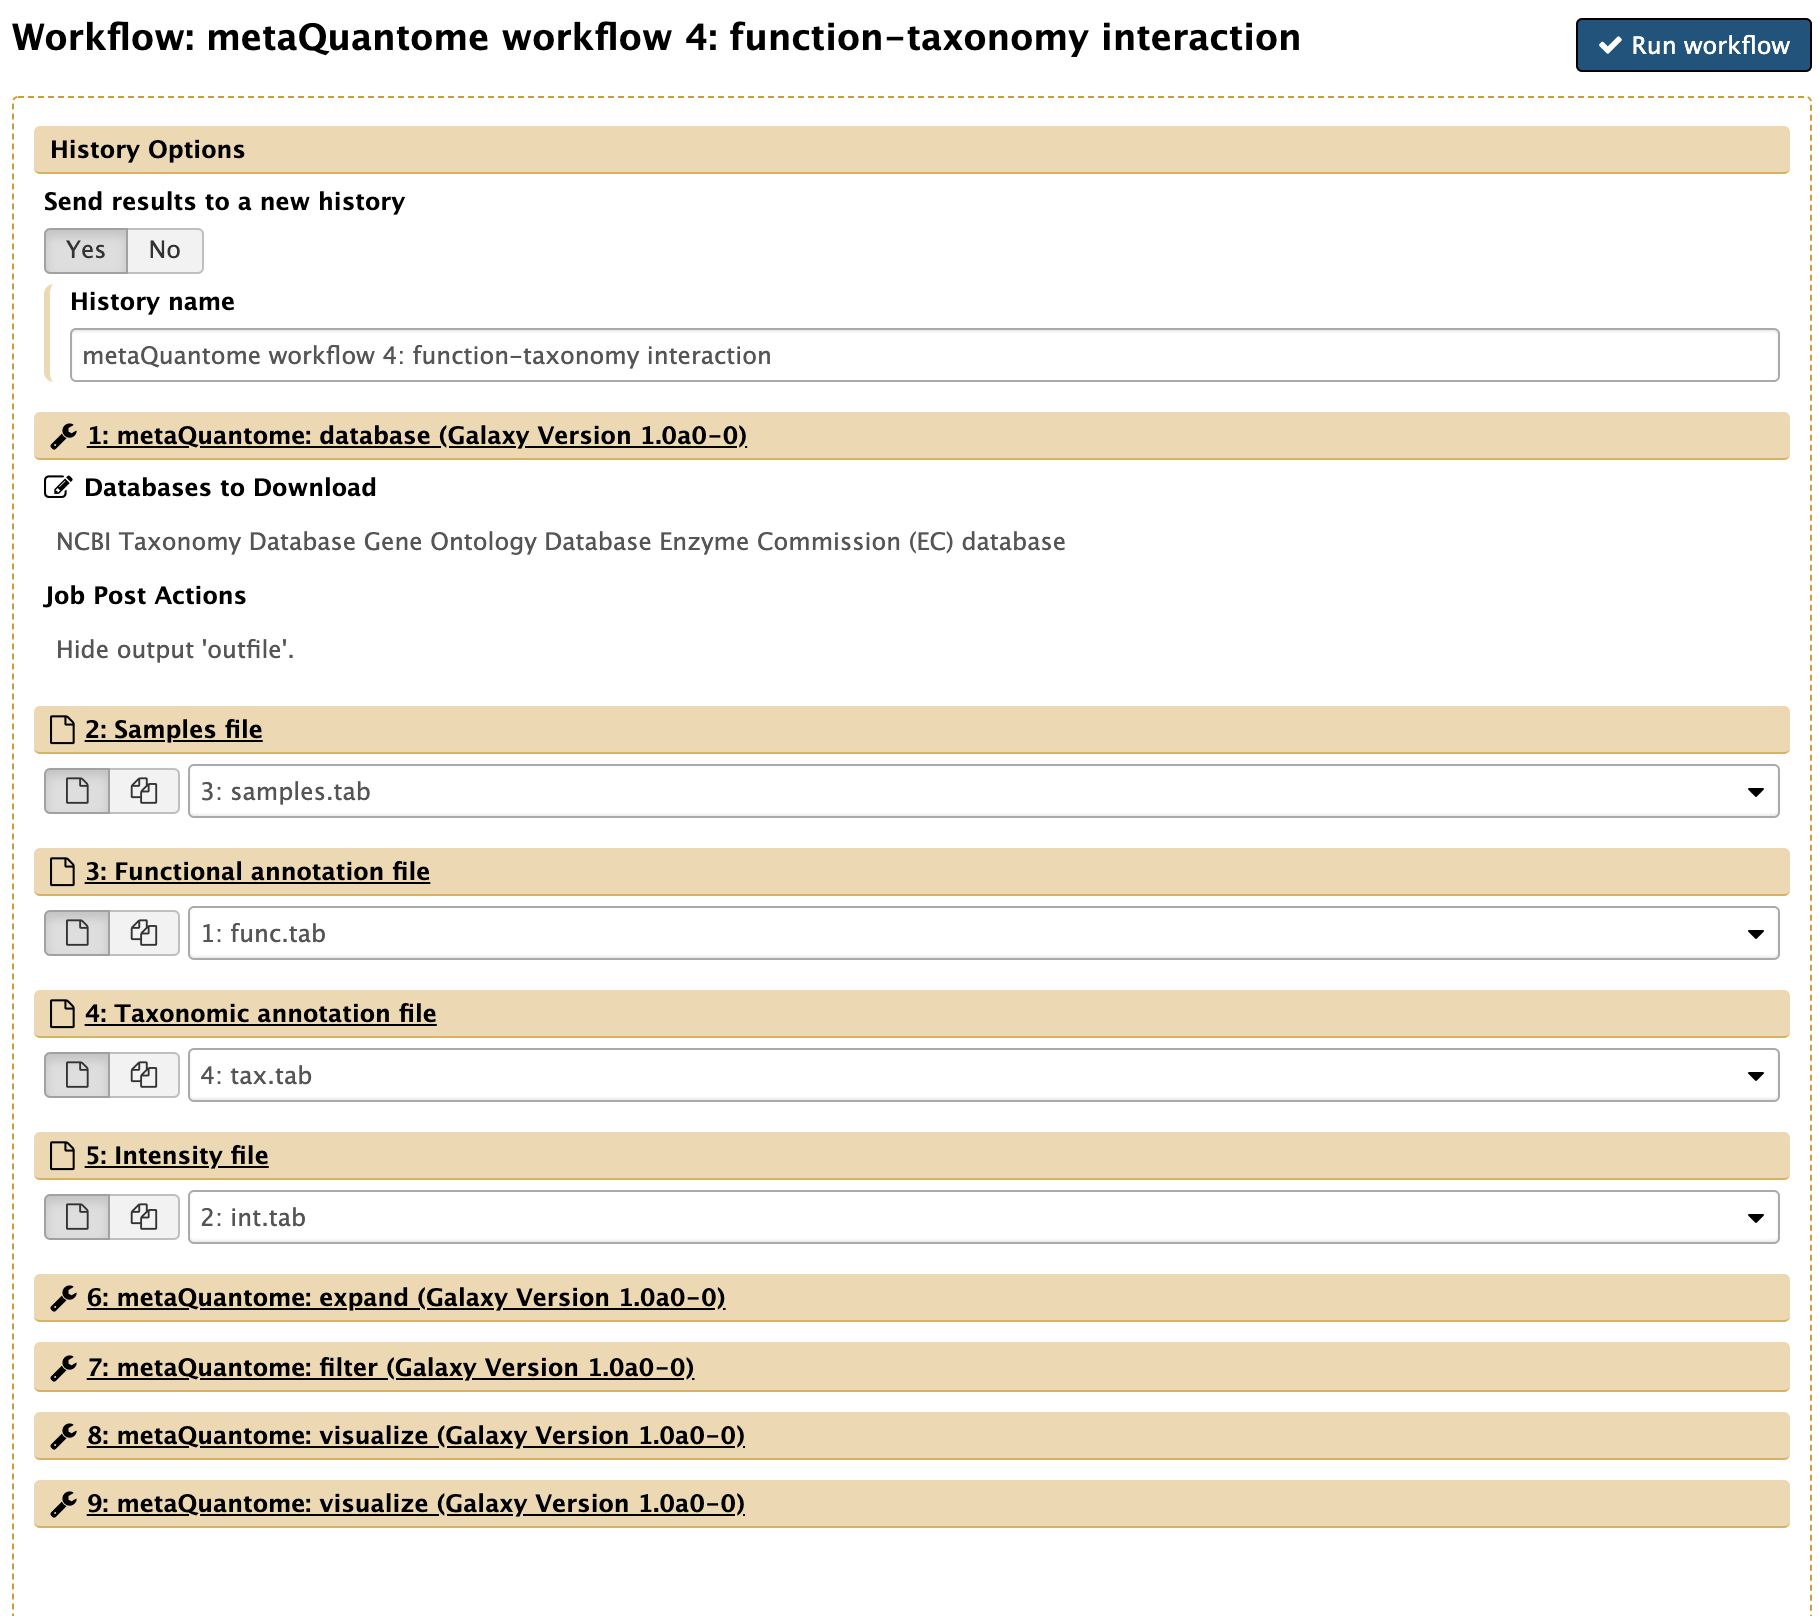 Workflow: metaQuantome workflow 4: function-taxonomy interaction
Run workflow
History Options
Send results to a new history
Yes No
History name
metaQuantome workflow 4: function-taxonomy interaction
1: metaQuantome: database (Galaxy Version 1.0a0-0)
Databases to Download
NCBI Taxonomy Database Gene Ontology Database Enzyme Commission (EC) database
Job Post Actions
Hide output 'outfile'.
2: Samples file
3: samples.tab
3: Functional annotation file
1: func.tab
4: Taxonomic annotation file
4: tax.tab
5: Intensity file
2: int.tab
6: metaQuantome: expand (Galaxy Version 1.0a0-0)
7: metaQuantome: filter (Galaxy Version 1.0a0-0)
8: metaQuantome: visualize (Galaxy Version 1.0a0-0)
9: metaQuantome: visualize (Galaxy Version 1.0a0-0)